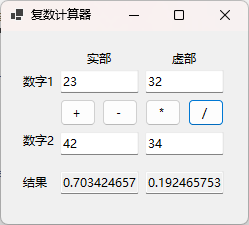 复数计算器
实部 虚部
数字1 23 32
+ - * /
数字2 42 34
结果 0.703424657 0.192465753